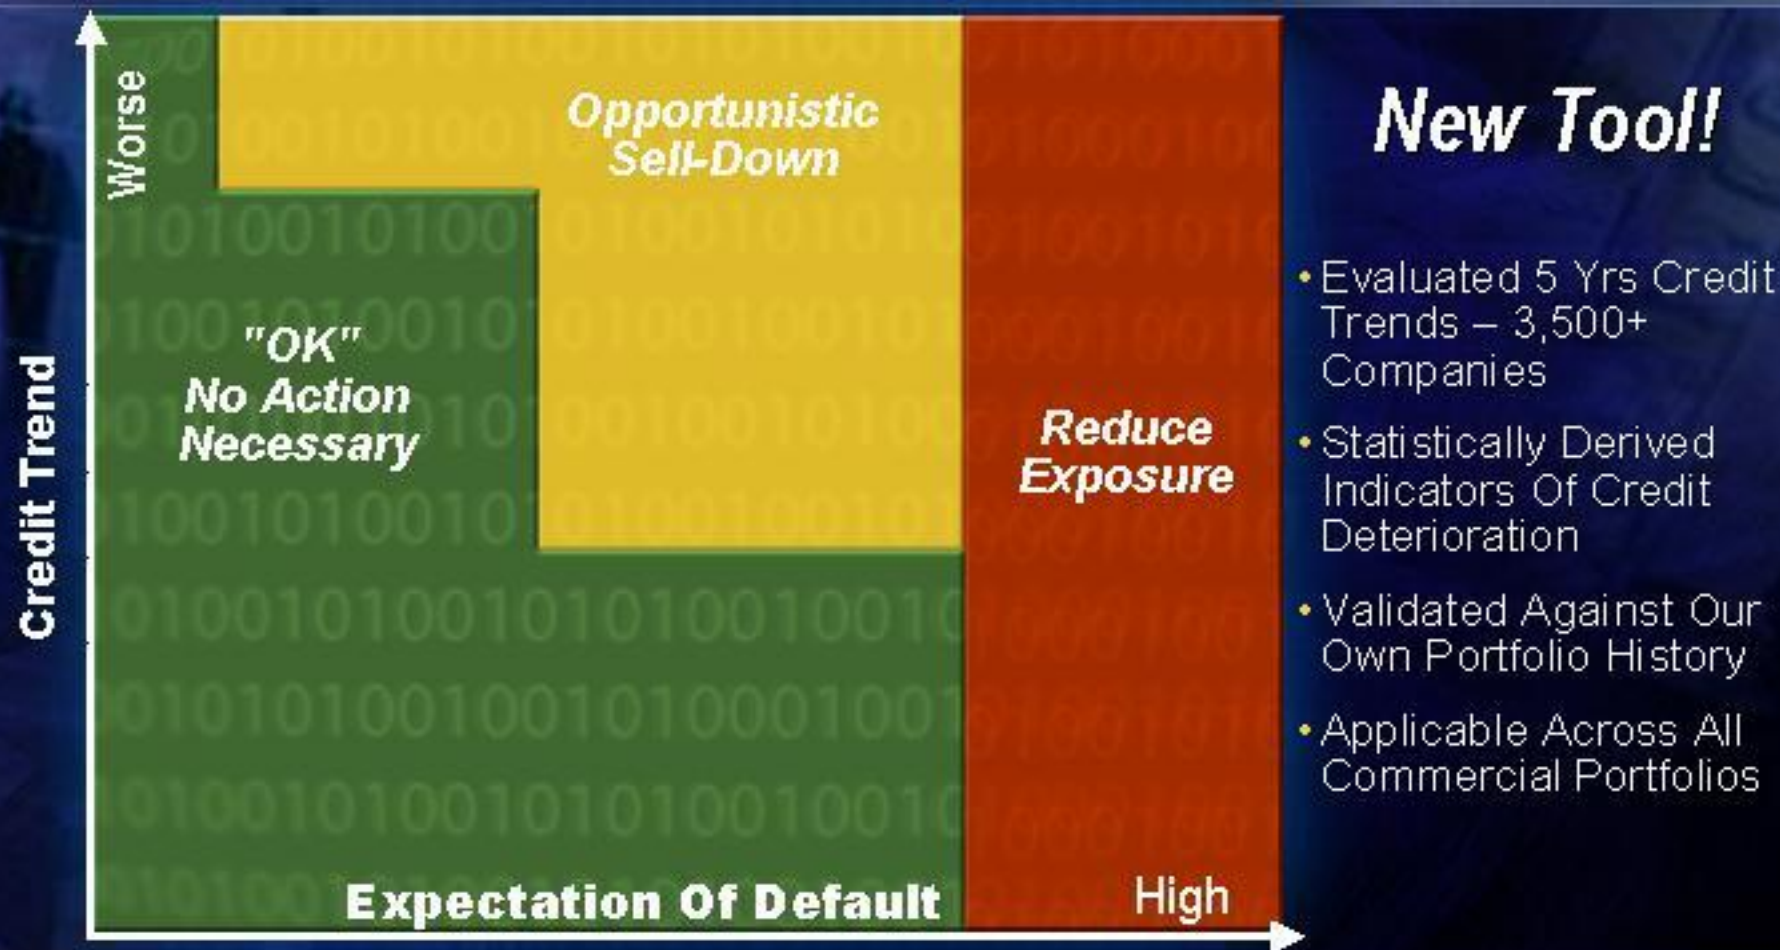 Worse
Credit Trend
Opportunistic
Sell-Down
"OK"
No Action
Necessary
Reduce
Exposure
Expectation Of Default
High
New Tool!
• Evaluated 5 Yrs Credit
Trends – 3,500+
Companies
• Statistically Derived
Indicators Of Credit
Deterioration
• Validated Against Our
Own Portfolio History
• Applicable Across All
Commercial Portfolios